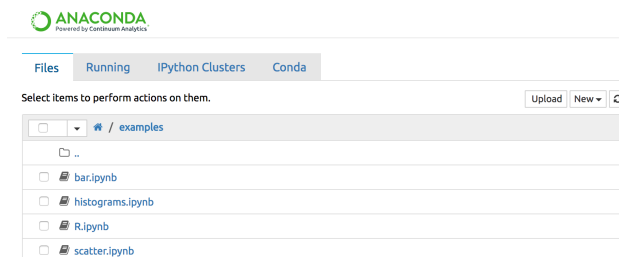 ANACONDA
Powered by Continuum Analytics
Files Running IPython Clusters Conda
Select items to perform actions on them. Upload New
/ examples
..
bar.ipynb
histograms.ipynb
R.ipynb
scatter.ipynb